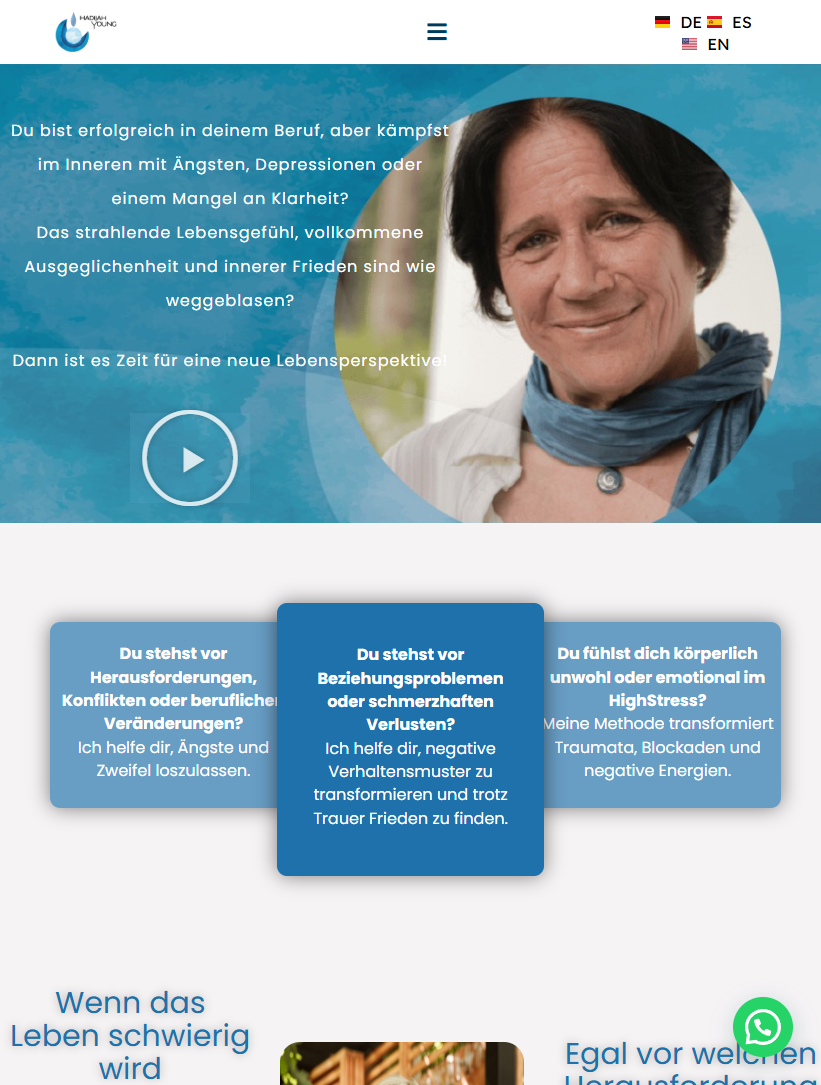 HADIJAH
YOUNG
DE
ES
EN
Du bist erfolgreich in deinem Beruf, aber kämpfst
im Inneren mit Ängsten, Depressionen oder
einem Mangel an Klarheit?
Das strahlende Lebensgefühl, vollkommene
Ausgeglichenheit und innerer Frieden sind wie
weggeblasen?
Dann ist es Zeit für eine neue Lebensperspektive!
Du stehst vor
Herausforderungen,
Konflikten oder beruflichen
Veränderungen?
Ich helfe dir, Ängste und
Zweifel loszulassen.
Du stehst vor
Beziehungsproblemen
oder schmerzhaften
Verlusten?
Ich helfe dir, negative
Verhaltensmuster zu
transformieren und trotz
Trauer Frieden zu finden.
Du fühlst dich körperlich
unwohl oder emotional im
HighStress?
Meine Methode transformiert
Traumata, Blockaden und
negative Energien.
Wenn das
Leben schwierig
wird
Egal vor welchen
Herausforderung